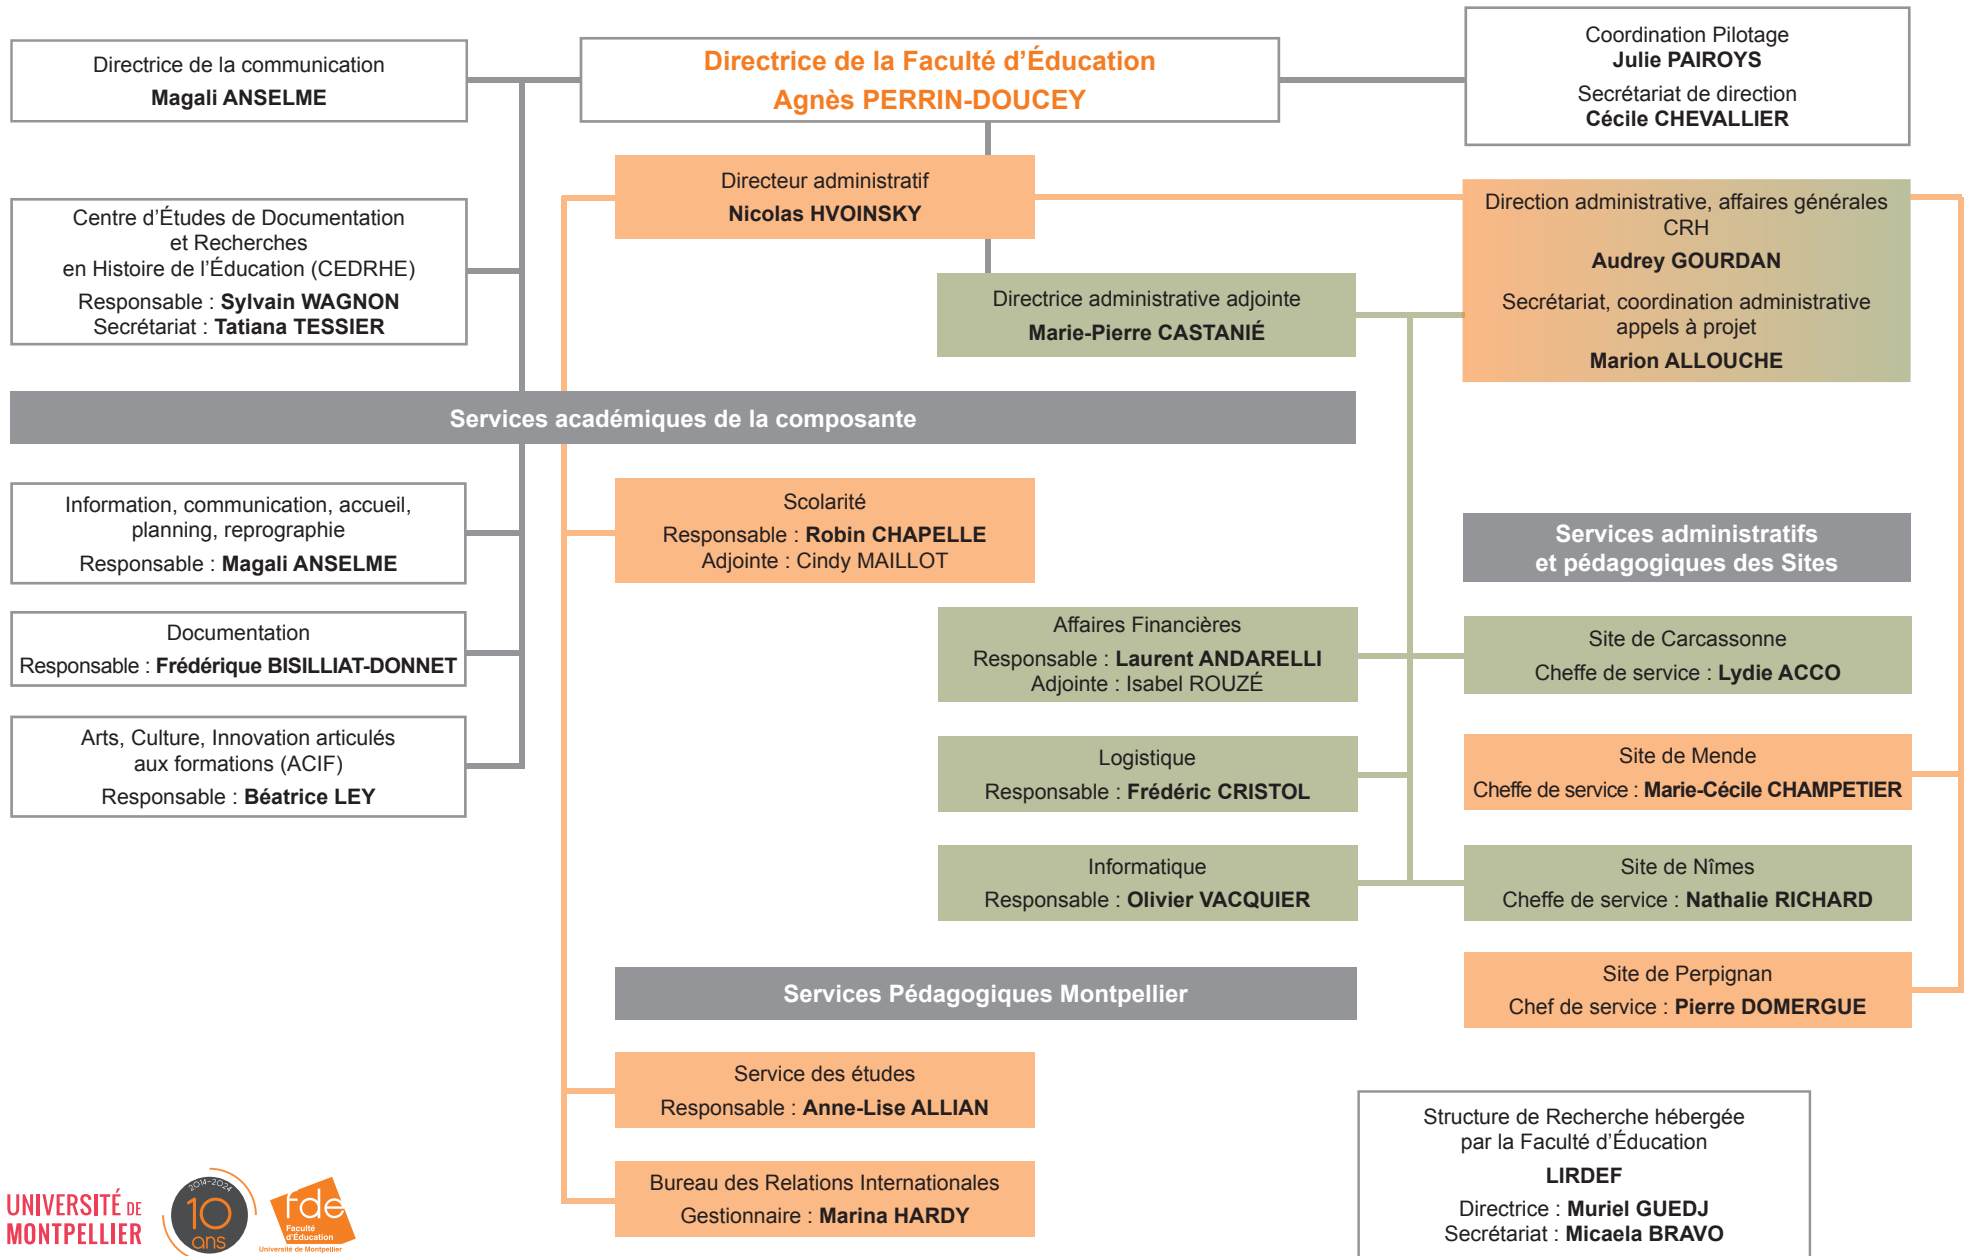 Directrice de la communication
Magali ANSELME
Directrice de la Faculté d’Éducation
Agnès PERRIN-DOUCEY
Coordination Pilotage
Julie PAIROYS
Secrétariat de direction
Cécile CHEVALLIER
Directeur administratif
Nicolas HVOINSKY
Centre d’Études de Documentation
et Recherches
en Histoire de l’Éducation (CEDRHE)
Responsable : Sylvain WAGNON
Secrétariat : Tatiana TESSIER
Directrice administrative adjointe
Marie-Pierre CASTANIÉ
Direction administrative, affaires générales
CRH
Audrey GOURDAN
Secrétariat, coordination administrative
appels à projet
Marion ALLOUCHE
Services académiques de la composante
Information, communication, accueil,
planning, reprographie
Responsable : Magali ANSELME
Documentation
Responsable : Frédérique BISILLIAT-DONNET
Arts, Culture, Innovation articulés
aux formations (ACIF)
Responsable : Béatrice LEY
Scolarité
Responsable : Robin CHAPELLE
Adjointe : Cindy MAILLOT
Affaires Financières
Responsable : Laurent ANDARELLI
Adjointe : Isabel ROUZÉ
Logistique
Responsable : Frédéric CRISTOL
Informatique
Responsable : Olivier VACQUIER
Services administratifs
et pédagogiques des Sites
Site de Carcassonne
Cheffe de service : Lydie ACCO
Site de Mende
Cheffe de service : Marie-Cécile CHAMPETIER
Site de Nîmes
Cheffe de service : Nathalie RICHARD
Site de Perpignan
Chef de service : Pierre DOMERGUE
Services Pédagogiques Montpellier
Service des études
Responsable : Anne-Lise ALLIAN
Bureau des Relations Internationales
Gestionnaire : Marina HARDY
Structure de Recherche hébergée
par la Faculté d’Éducation
LIRDEF
Directrice : Muriel GUEDJ
Secrétariat : Micaela BRAVO
UNIVERSITÉ DE
MONTPELLIER
2014-2024
10
ans
fde
Faculté
d’Éducation
Université de Montpellier